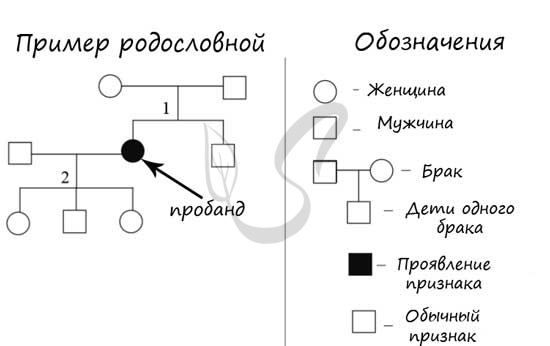 Пример родословной
1
2
пробанд
Обозначения
– Женщина
– Мужчина
– Брак
– Дети одного
брака
– Проявление
признака
– Обычный
признак